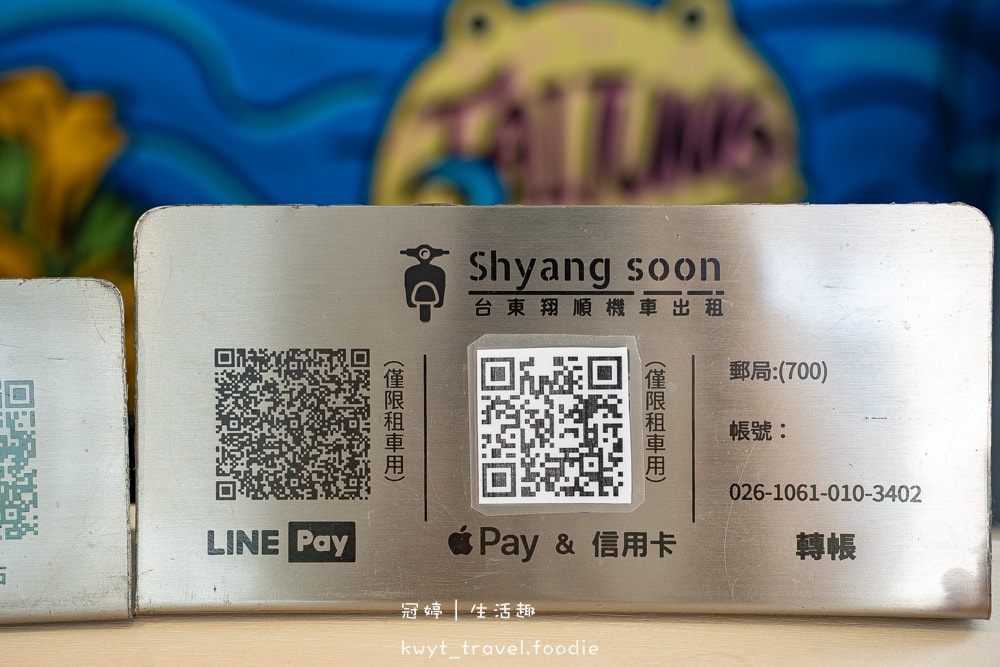 TAITUNG
Shyang soon
台東翔順機車出租
(僅限租車用)
LINE Pay
(僅限租車用)
Pay & 信用卡
郵局:(700)
帳號：
026-1061-010-3402
轉帳
冠婷｜生活趣
kwyt_travel.foodie